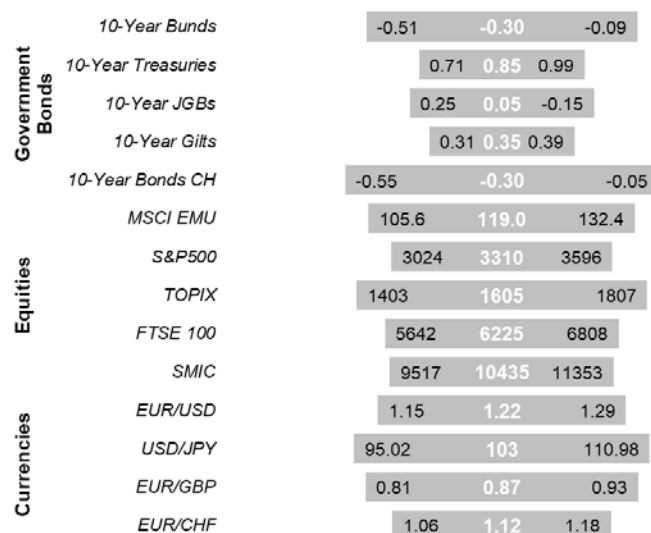 Government Bonds
10-Year Bunds -0.51 -0.30 -0.09
10-Year Treasuries 0.71 0.85 0.99
10-Year JGBs 0.25 0.05 -0.15
10-Year Gilts 0.31 0.35 0.39
10-Year Bonds CH -0.55 -0.30 -0.05
Equities
MSCI EMU 105.6 119.0 132.4
S&P500 3024 3310 3596
TOPIX 1403 1605 1807
FTSE 100 5642 6225 6808
SMIC 9517 10435 11353
Currencies
EUR/USD 1.15 1.22 1.29
USD/JPY 95.02 103 110.98
EUR/GBP 0.81 0.87 0.93
EUR/CHF 1.06 1.12 1.18